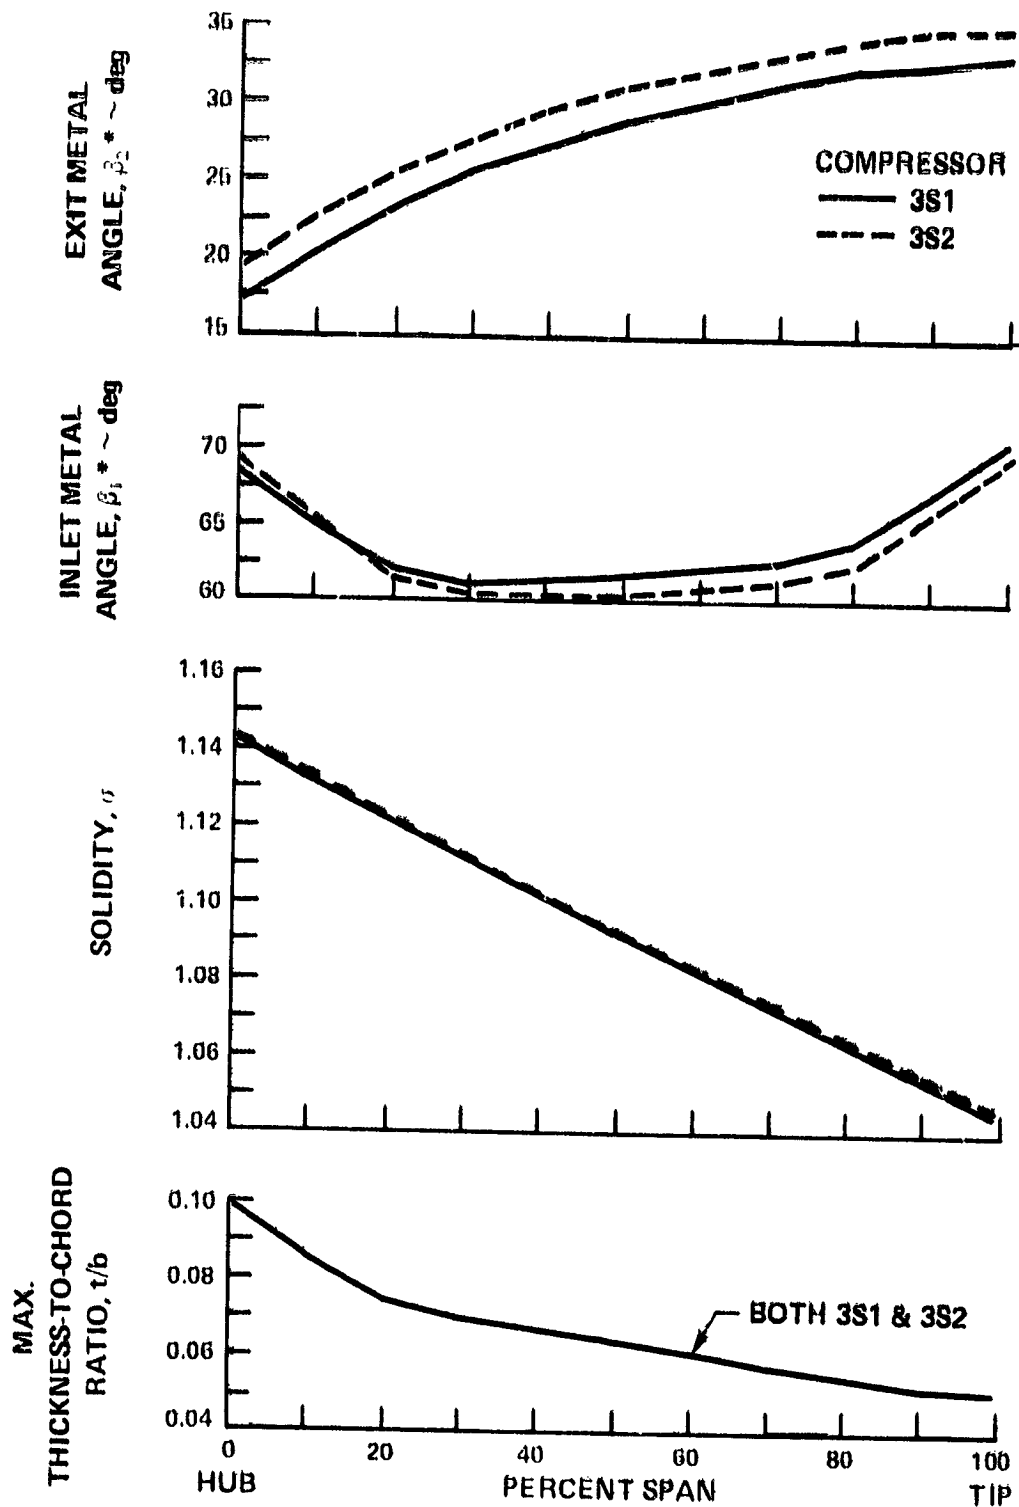 EXIT METAL
ANGLE, β₂* ~ deg
35
30
25
20
15
COMPRESSOR
3S1
3S2
INLET METAL
ANGLE, β₁* ~ deg
70
65
60
SOLIDITY, σ
1.16
1.14
1.12
1.10
1.08
1.06
1.04
MAX.
THICKNESS-TO-CHORD
RATIO, t/b
0.10
0.08
0.06
0.04
BOTH 3S1 & 3S2
0 20 40 60 80 100
HUB PERCENT SPAN TIP